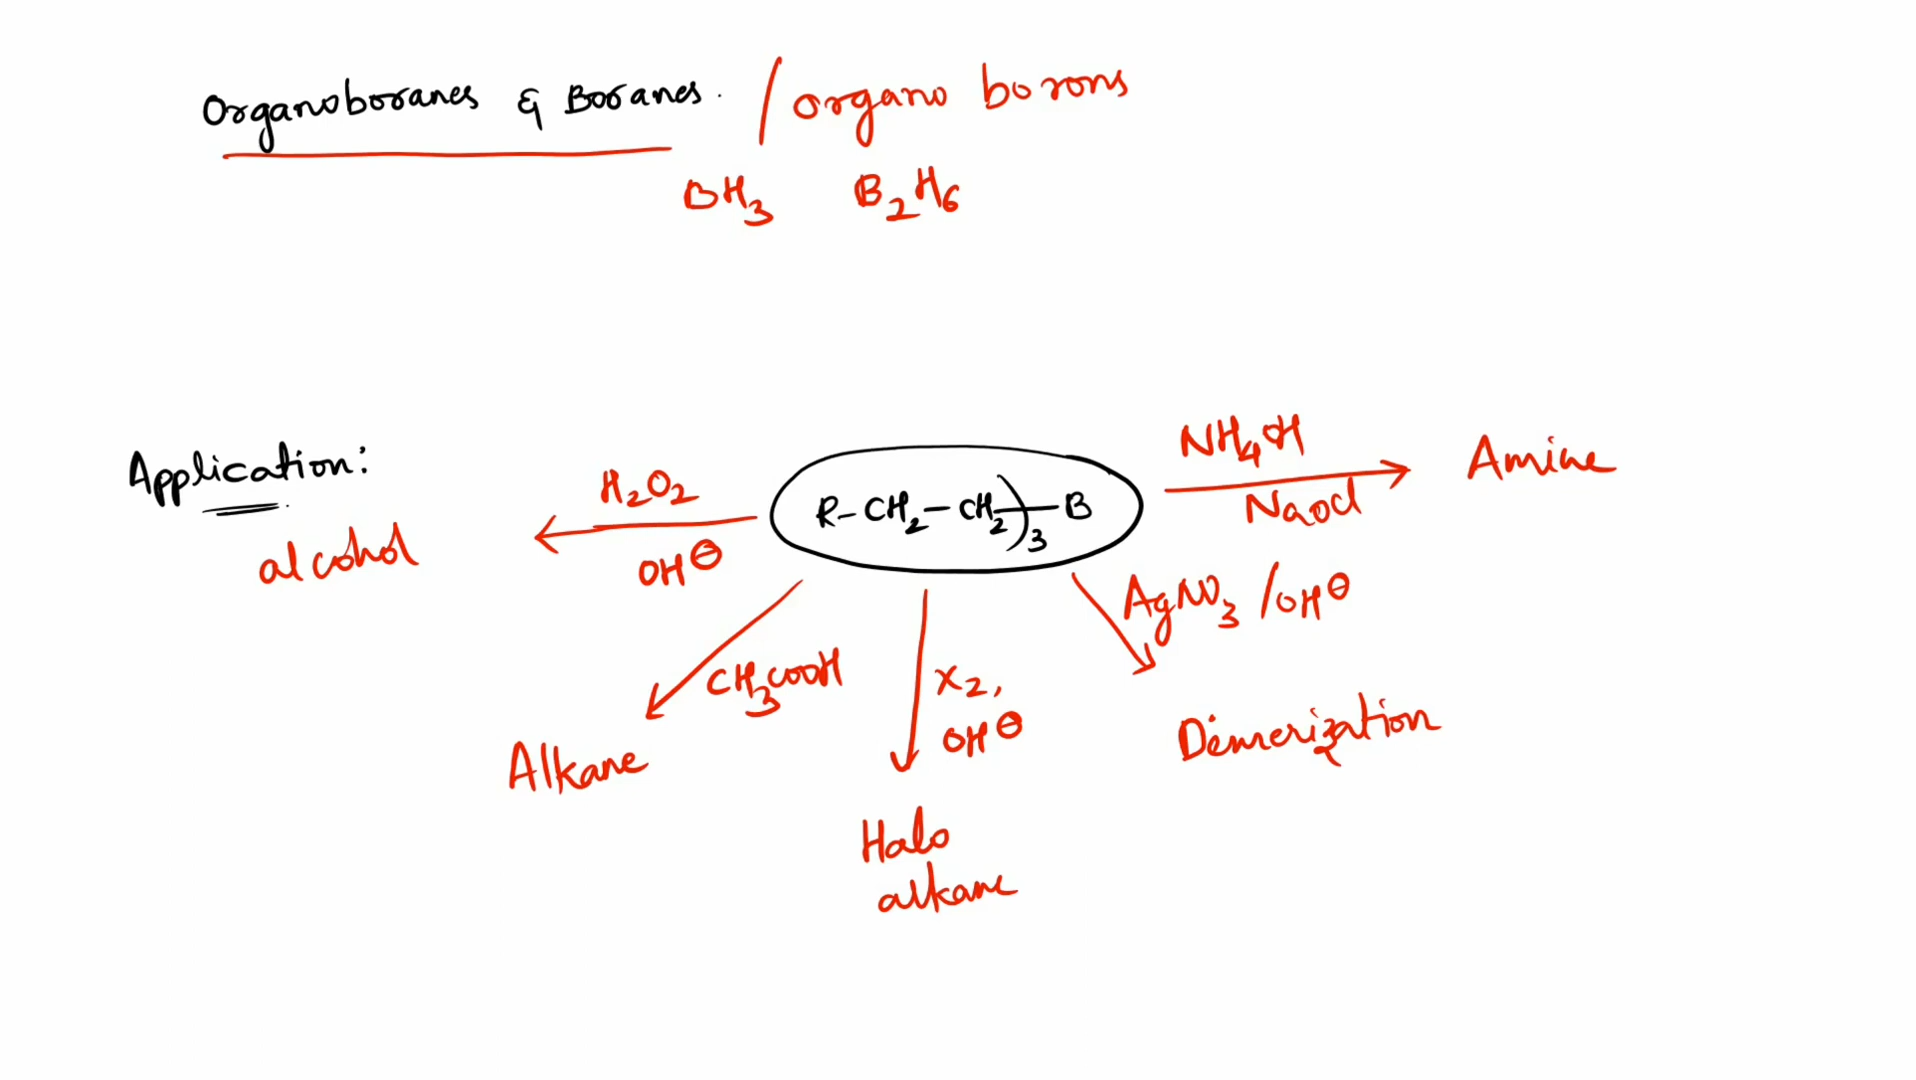 Organoboranes & Boranes. / organo borons
BH3 B2H6
Application:
H2O2
OH⊖
alcohol
R-CH2-CH2)3-B
NH4OH
NaOCl
Amine
CH3COOH
Alkane
X2,
OH⊖
Halo
alkane
AgNO3/OH⊖
Dimerization